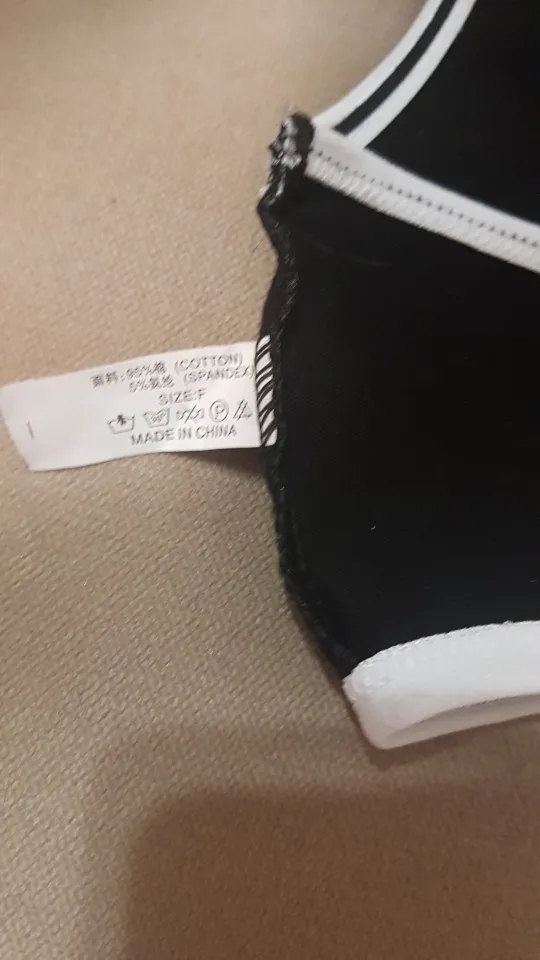 面料:95%棉 (COTTON)
5%氨纶 (SPANDEX)
SIZE:F
MADE IN CHINA